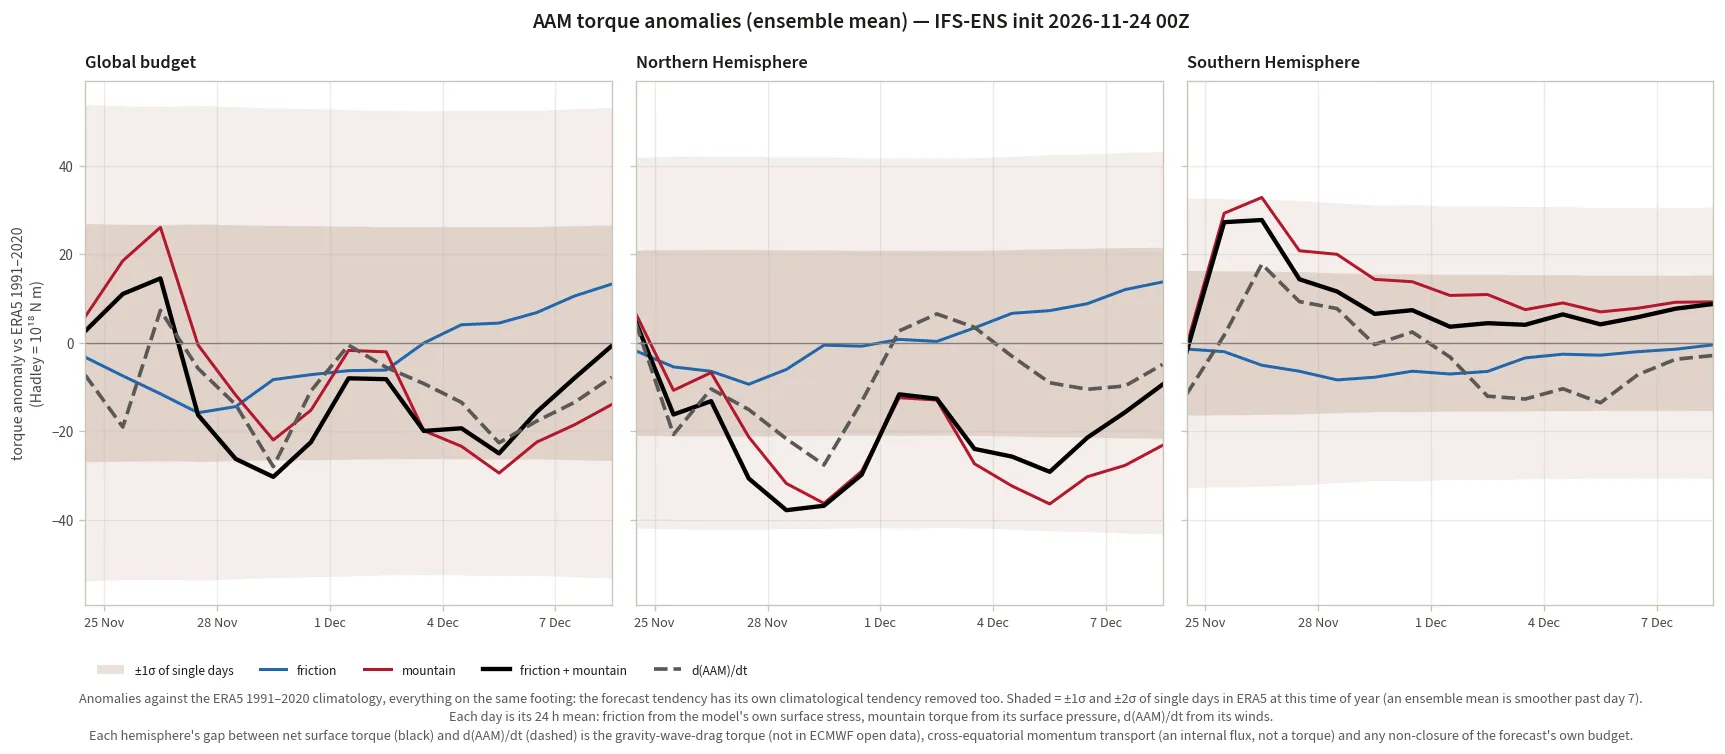 AAM torque anomalies (ensemble mean) — IFS-ENS init 2026-11-24 00Z
Global budget
Northern Hemisphere
Southern Hemisphere
torque anomaly vs ERA5 1991–2020
(Hadley = 10¹⁸ N m)
40
20
0
−20
−40
25 Nov 28 Nov 1 Dec 4 Dec 7 Dec
25 Nov 28 Nov 1 Dec 4 Dec 7 Dec
25 Nov 28 Nov 1 Dec 4 Dec 7 Dec
±1σ of single days friction mountain friction + mountain d(AAM)/dt
Anomalies against the ERA5 1991–2020 climatology, everything on the same footing: the forecast tendency has its own climatological tendency removed too. Shaded = ±1σ and ±2σ of single days in ERA5 at this time of year (an ensemble mean is smoother past day 7).
Each day is its 24 h mean: friction from the model's own surface stress, mountain torque from its surface pressure, d(AAM)/dt from its winds.
Each hemisphere's gap between net surface torque (black) and d(AAM)/dt (dashed) is the gravity-wave-drag torque (not in ECMWF open data), cross-equatorial momentum transport (an internal flux, not a torque) and any non-closure of the forecast's own budget.